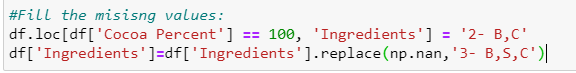 #Fill the misisng values:
df.loc[df['Cocoa Percent'] == 100, 'Ingredients'] = '2- B,C'
df['Ingredients']=df['Ingredients'].replace(np.nan,'3- B,S,C')